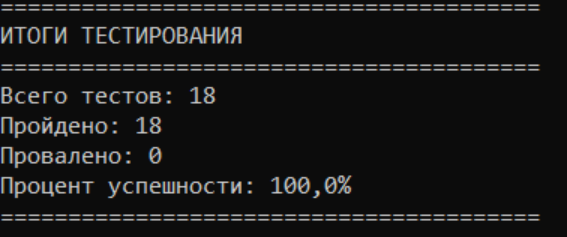 ========================================
ИТОГИ ТЕСТИРОВАНИЯ
========================================
Всего тестов: 18
Пройдено: 18
Провалено: 0
Процент успешности: 100,0%
========================================